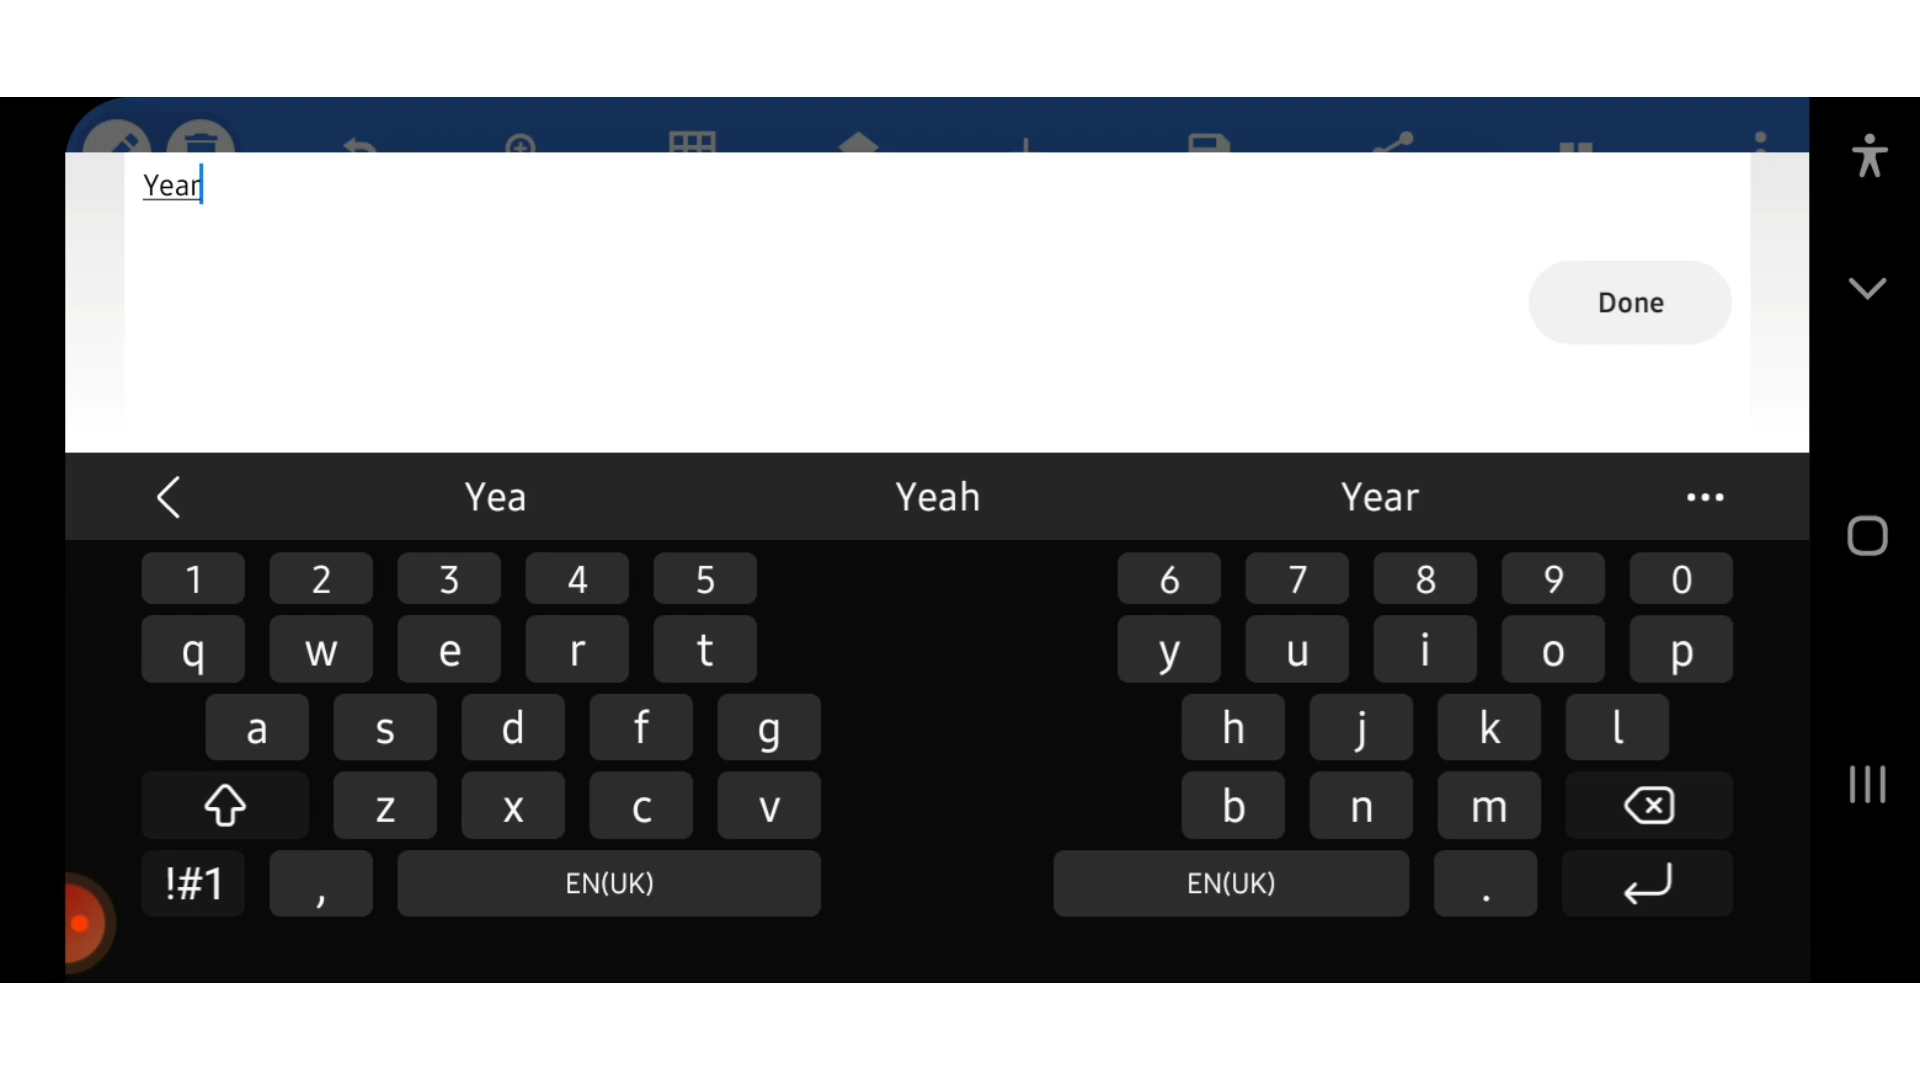 Year
Done
Yea Yeah Year
1 2 3 4 5 6 7 8 9 0
q w e r t y u i o p
a s d f g h j k l
z x c v b n m
!#1 , EN(UK) EN(UK) .